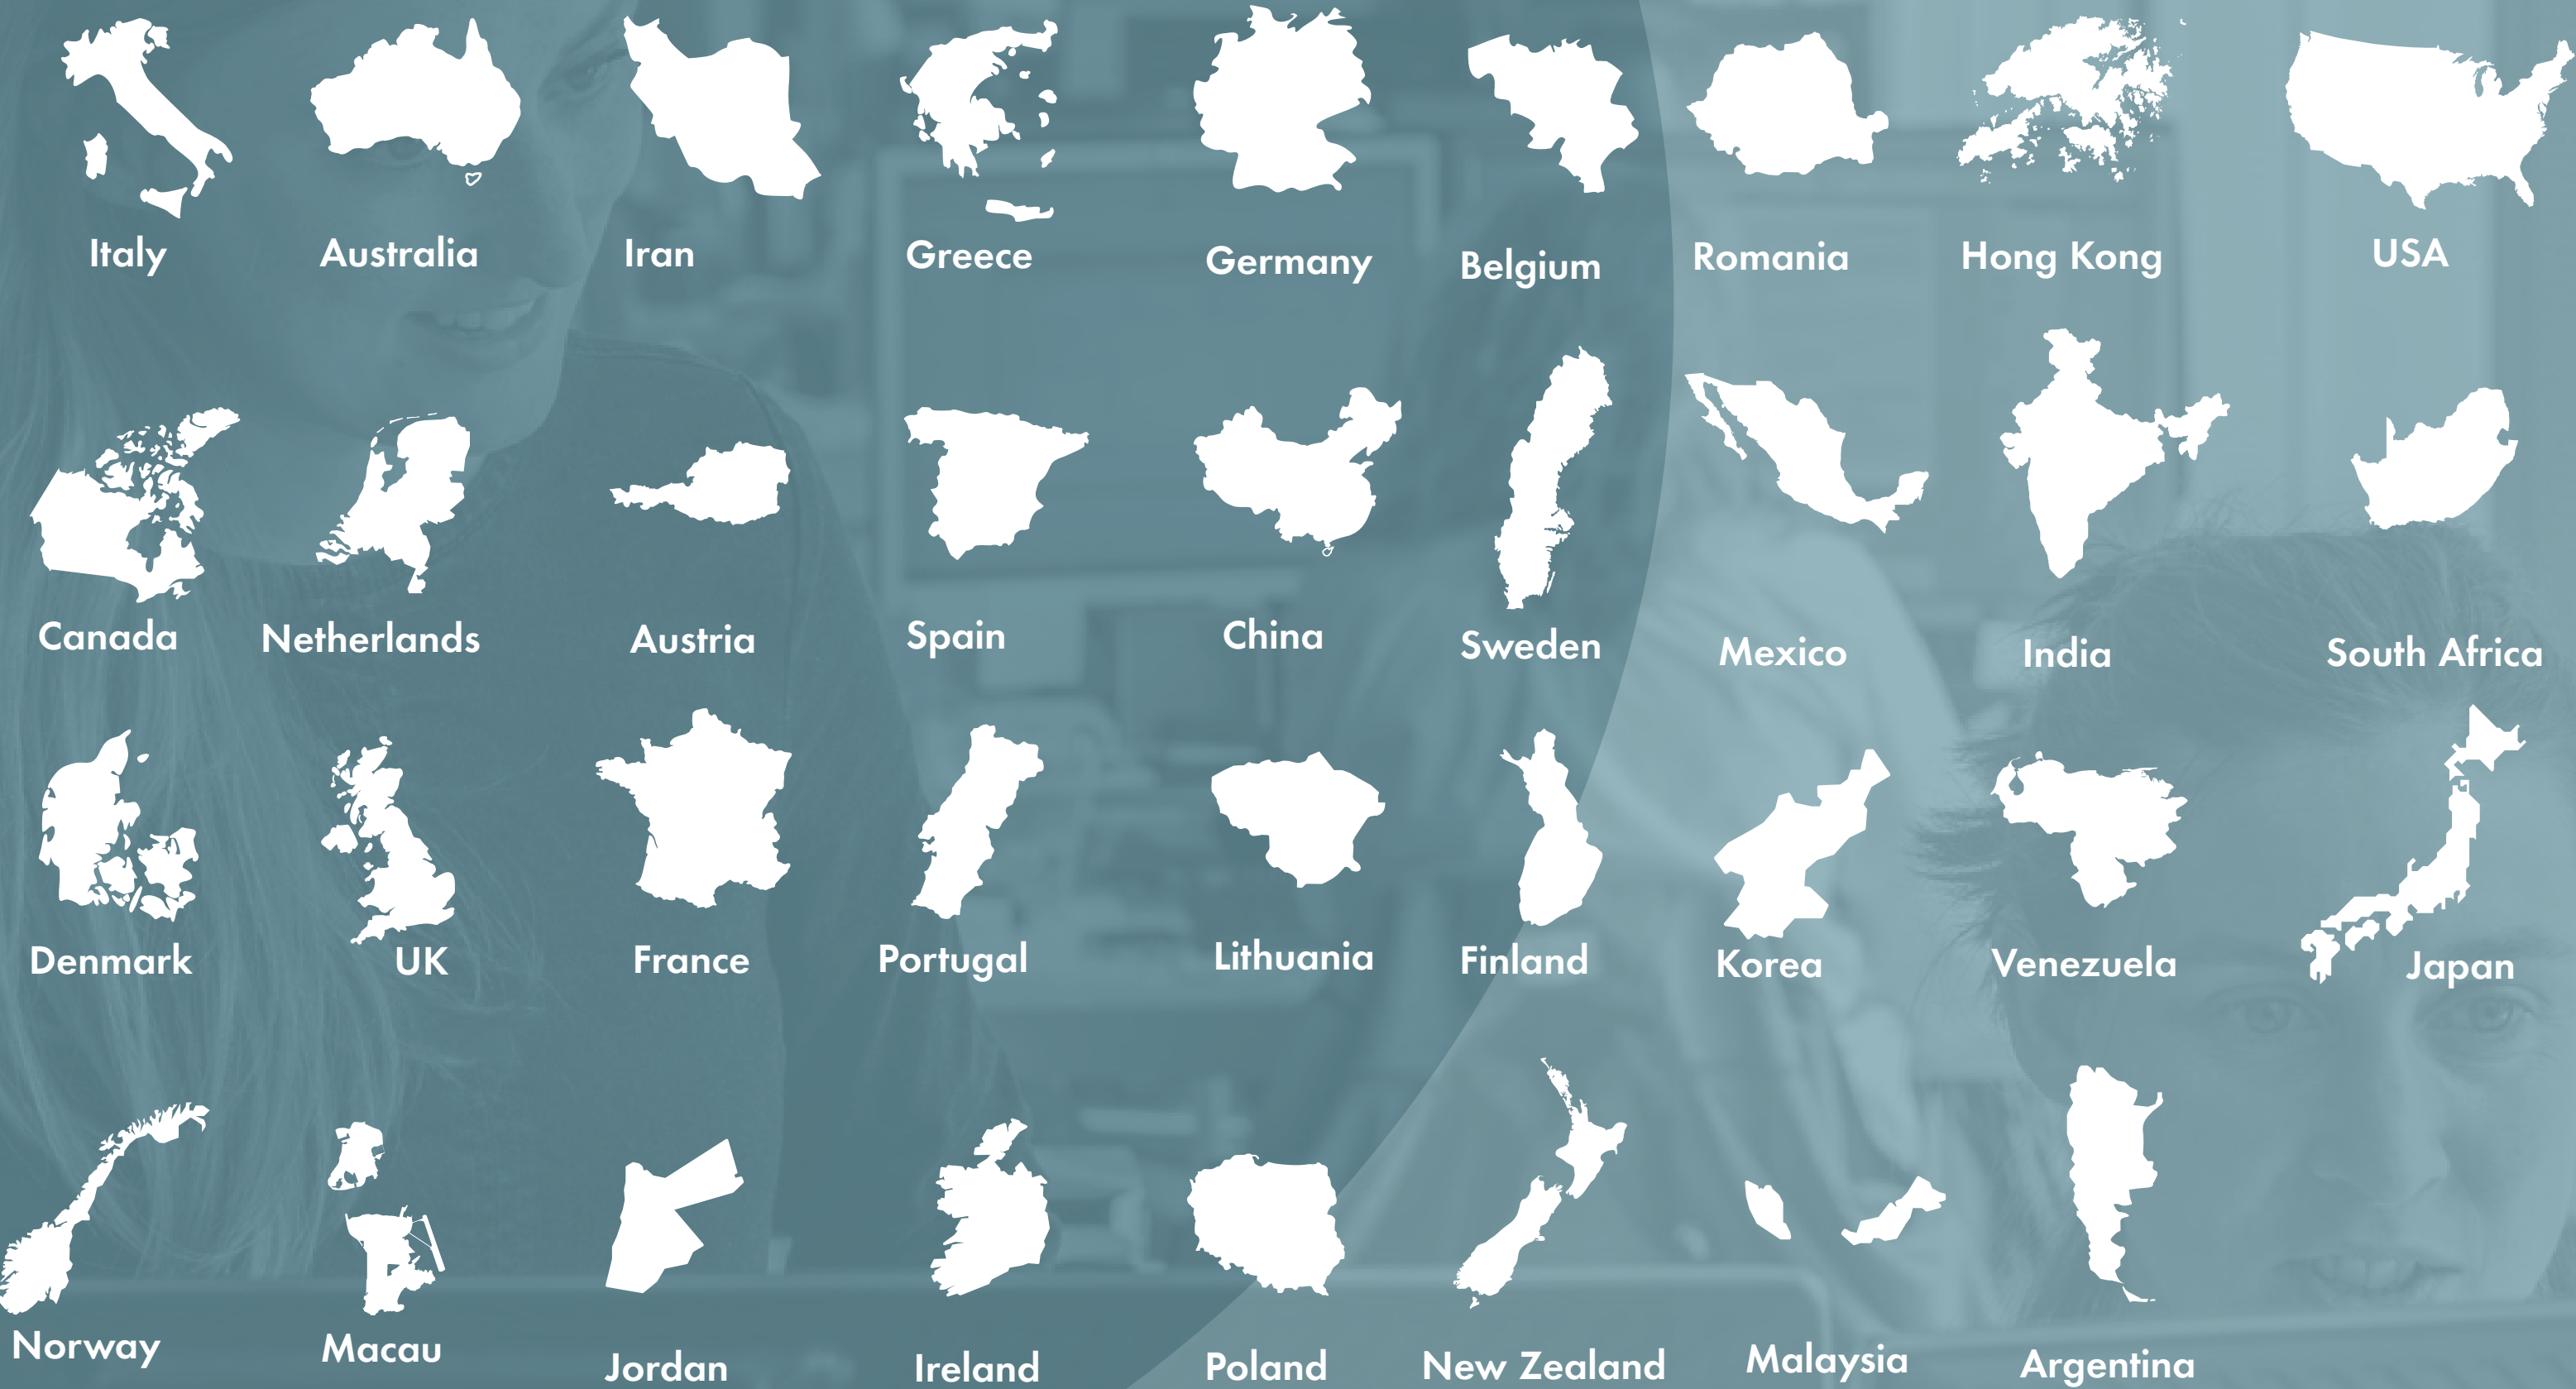 Italy
Australia
Iran
Greece
Germany
Belgium
Romania
Hong Kong
USA
Canada
Netherlands
Austria
Spain
China
Sweden
Mexico
India
South Africa
Denmark
UK
France
Portugal
Lithuania
Finland
Korea
Venezuela
Japan
Norway
Macau
Jordan
Ireland
Poland
New Zealand
Malaysia
Argentina